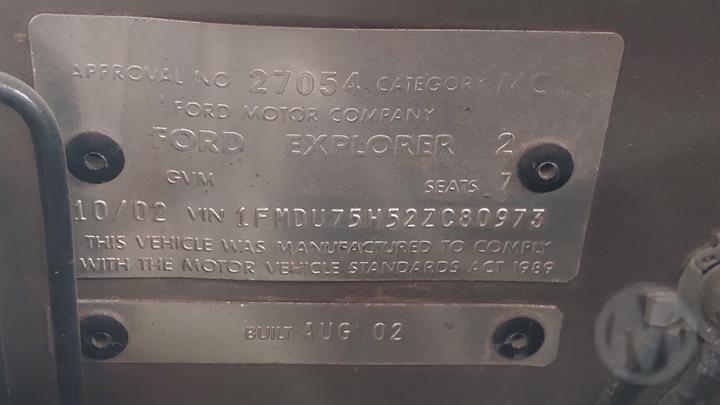 APPROVAL NO 27054 CATEGORY MC
FORD MOTOR COMPANY
FORD EXPLORER 2
GVM SEATS 7
10/02 VIN 1FMDU75H52ZC80973
THIS VEHICLE WAS MANUFACTURED TO COMPLY
WITH THE MOTOR VEHICLE STANDARDS ACT 1989
BUILT AUG 02
M